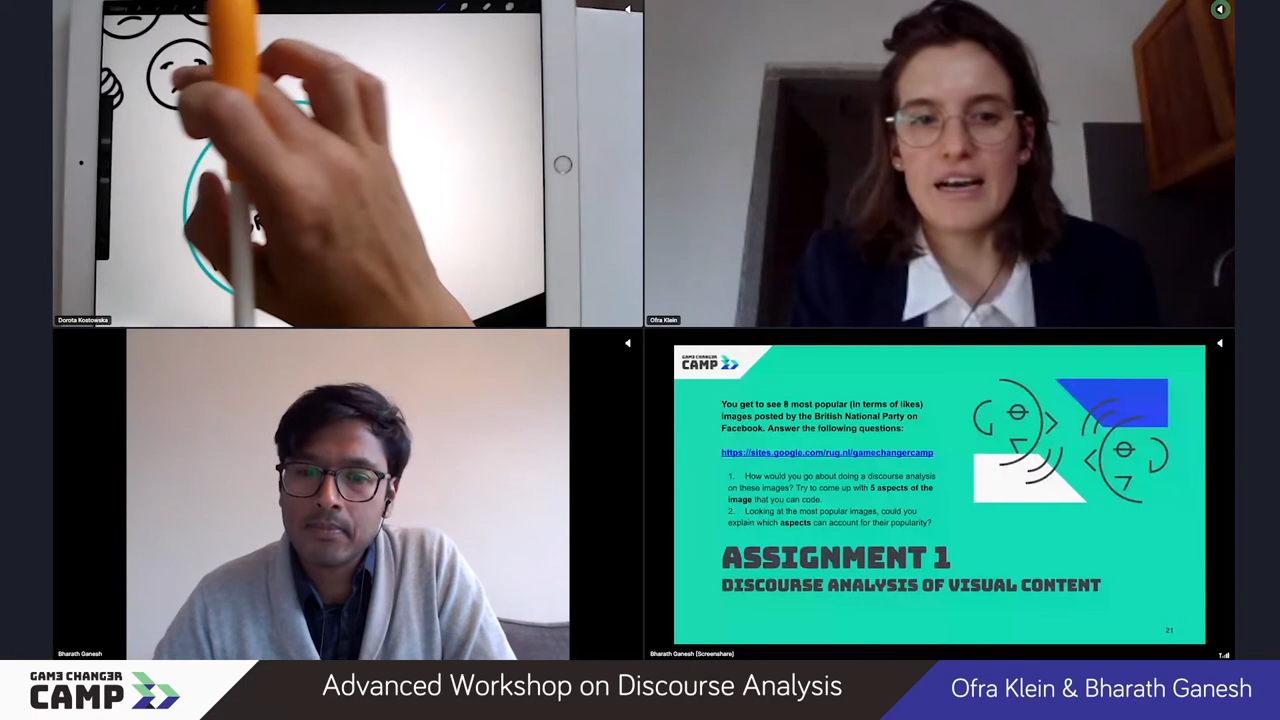 Gallery
Dorota Kostowska
Ofra Klein
Bharath Ganesh
GAME CHANGER
CAMP
You get to see 8 most popular (in terms of likes)
images posted by the British National Party on
Facebook. Answer the following questions:
https://sites.google.com/rug.nl/gamechangercamp
1. How would you go about doing a discourse analysis
on these images? Try to come up with 5 aspects of the
image that you can code.
2. Looking at the most popular images, could you
explain which aspects can account for their popularity?
ASSIGNMENT 1
DISCOURSE ANALYSIS OF VISUAL CONTENT
21
Bharath Ganesh [Screenshare]
GAME CHANGER
CAMP
Advanced Workshop on Discourse Analysis
Ofra Klein & Bharath Ganesh